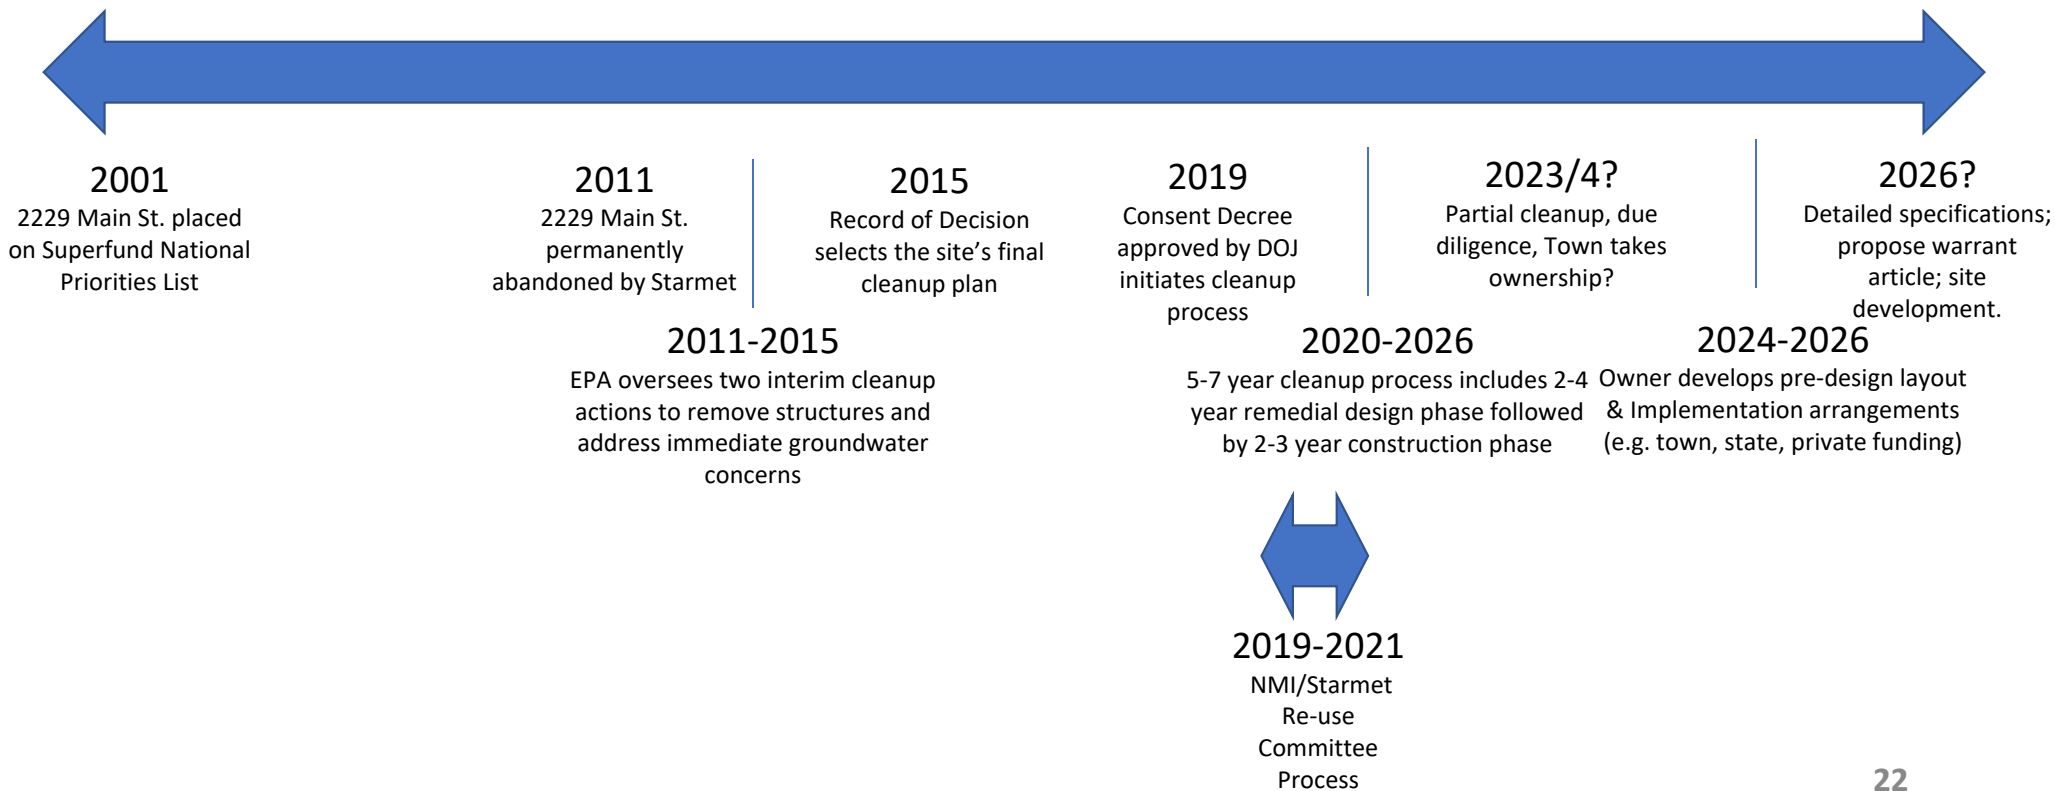 2001
2229 Main St. placed
on Superfund National
Priorities List
2011
2229 Main St.
permanently
abandoned by Starmet
2011-2015
EPA oversees two interim cleanup
actions to remove structures and
address immediate groundwater
concerns
2015
Record of Decision
selects the site’s final
cleanup plan
2019
Consent Decree
approved by DOJ
initiates cleanup
process
2020-2026
5-7 year cleanup process includes 2-4
year remedial design phase followed
by 2-3 year construction phase
2023/4?
Partial cleanup, due
diligence, Town takes
ownership?
2024-2026
Owner develops pre-design layout
& Implementation arrangements
(e.g. town, state, private funding)
2026?
Detailed specifications;
propose warrant
article; site
development.
2019-2021
NMI/Starmet
Re-use
Committee
Process
22